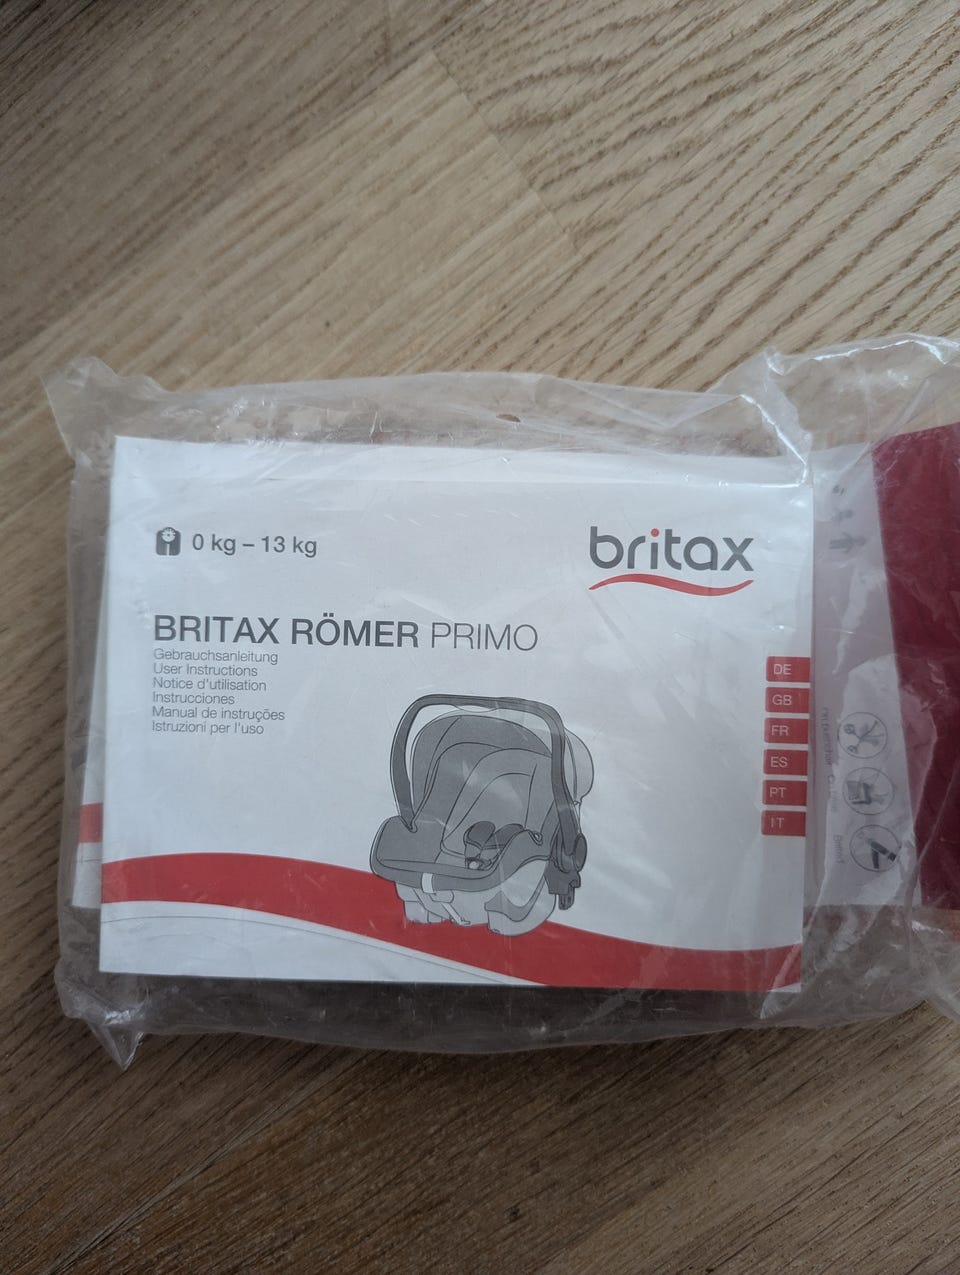 0 kg – 13 kg
britax
BRITAX RÖMER PRIMO
Gebrauchsanleitung
User Instructions
Notice d'utilisation
Instrucciones
Manual de instruções
Istruzioni per l'uso
DE
GB
FR
ES
PT
IT